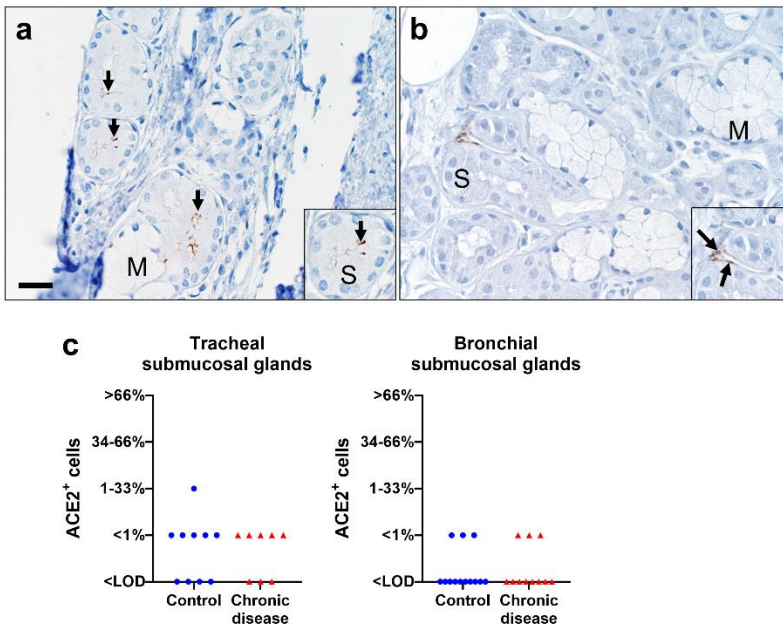 a
M
S
b
S
M
c
Tracheal
submucosal glands
ACE2⁺ cells
>66%
34-66%
1-33%
<1%
<LOD
Control
Chronic
disease
Bronchial
submucosal glands
ACE2⁺ cells
>66%
34-66%
1-33%
<1%
<LOD
Control
Chronic
disease